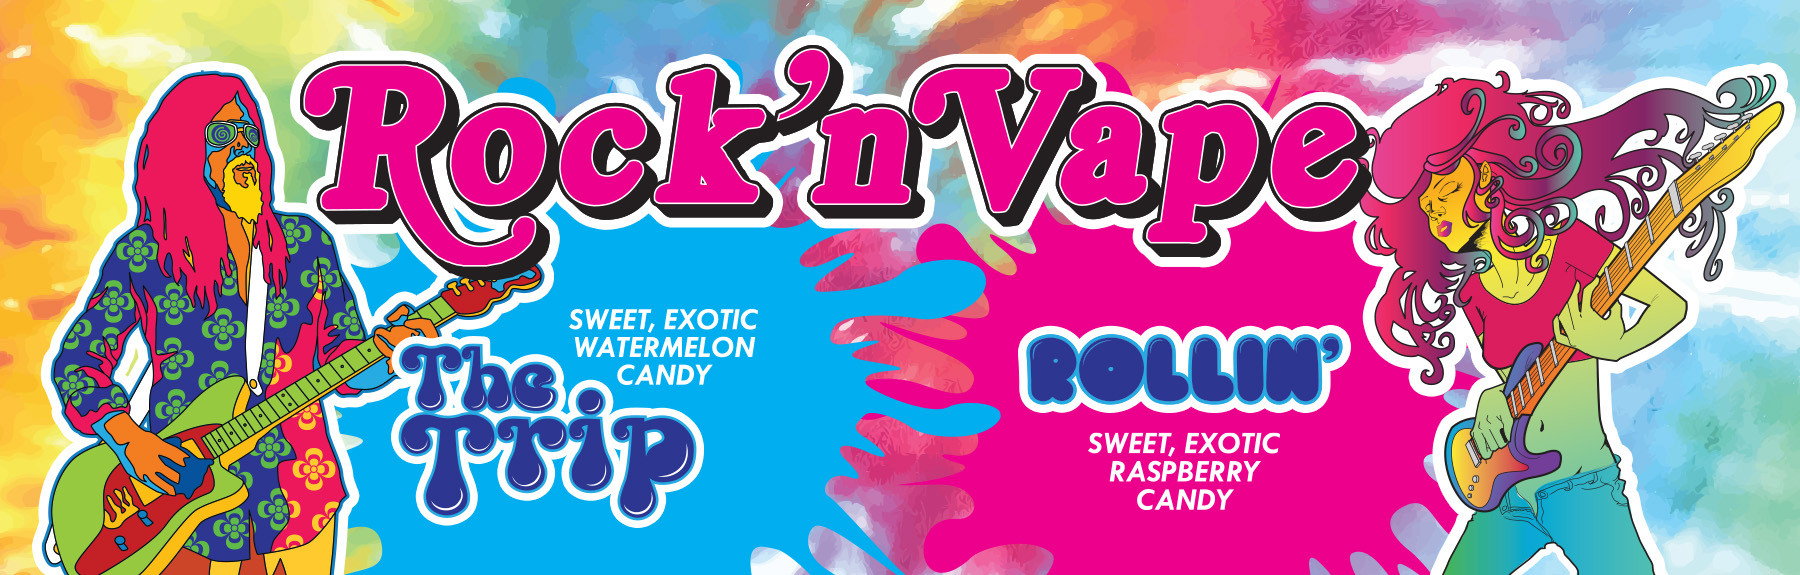 Rock'n Vape
SWEET, EXOTIC
WATERMELON
CANDY
The
Trip
ROLLIN'
SWEET, EXOTIC
RASPBERRY
CANDY